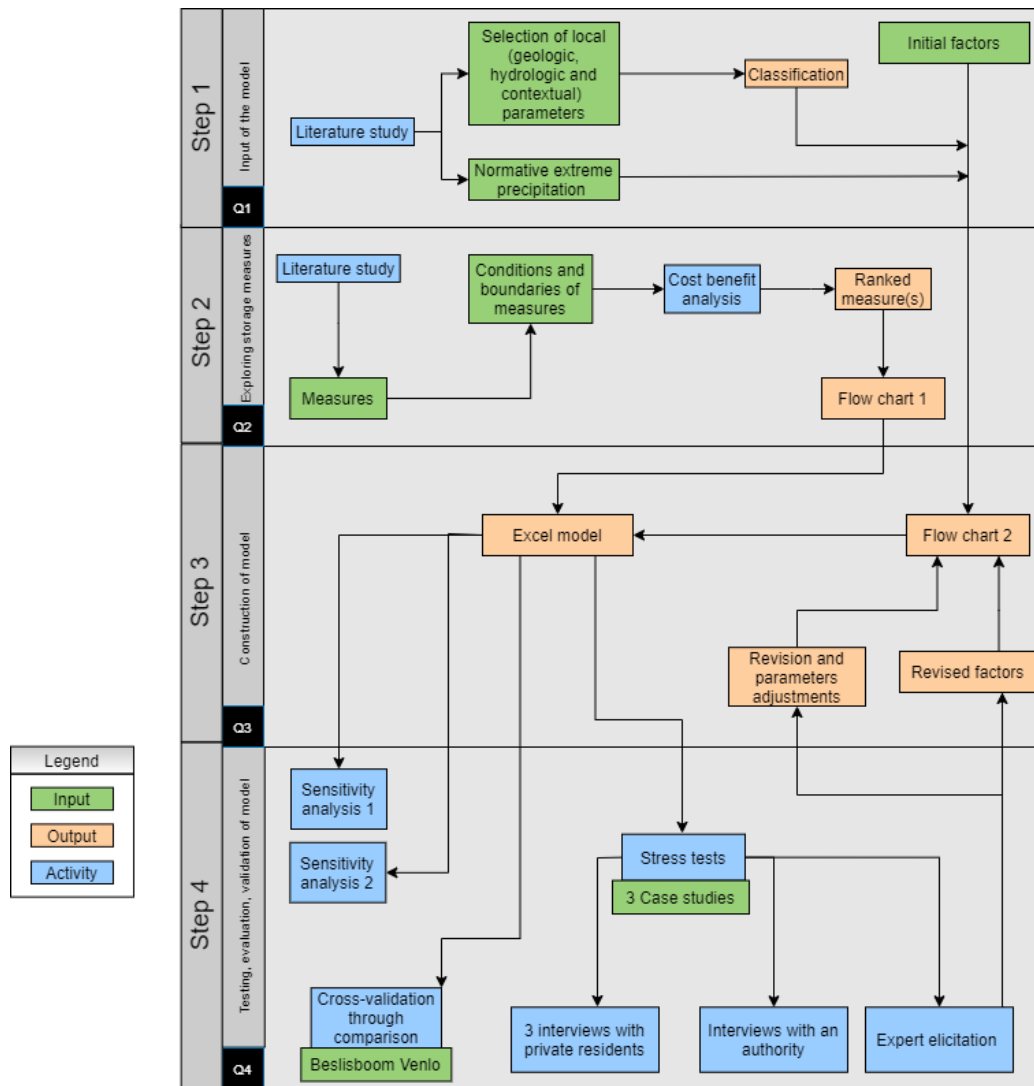 Step 1
Input of the model
Q1
Literature study
Selection of local
(geologic,
hydrologic and
contextual)
parameters
Classification
Initial factors
Normative extreme
precipitation
Step 2
Exploring storage measures
Q2
Literature study
Measures
Conditions and
boundaries of
measures
Cost benefit
analysis
Ranked
measure(s)
Flow chart 1
Step 3
Construction of model
Q3
Excel model
Flow chart 2
Revision and
parameters
adjustments
Revised factors
Step 4
Testing, evaluation, validation of model
Q4
Sensitivity
analysis 1
Sensitivity
analysis 2
Stress tests
3 Case studies
Cross-validation
through
comparison
Beslisboom Venlo
3 interviews with
private residents
Interviews with an
authority
Expert elicitation
Legend
Input
Output
Activity